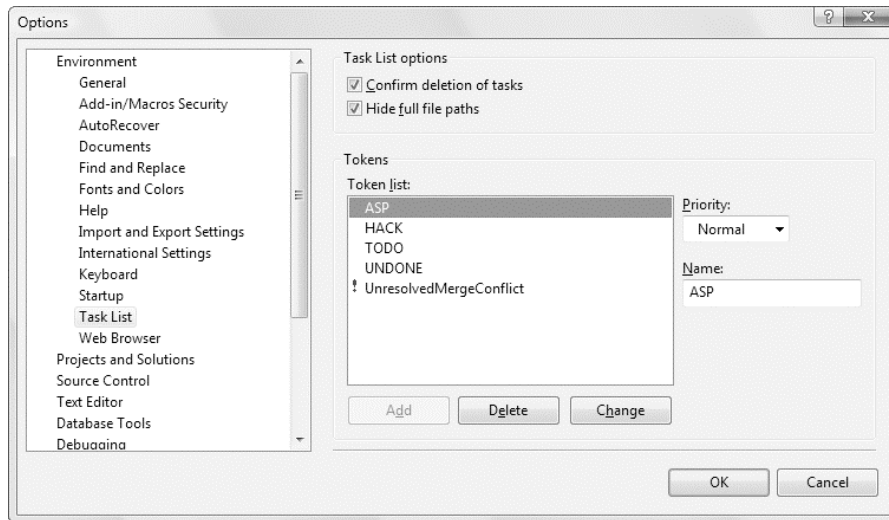 Options
Environment
General
Add-in/Macros Security
AutoRecover
Documents
Find and Replace
Fonts and Colors
Help
Import and Export Settings
International Settings
Keyboard
Startup
Task List
Web Browser
Projects and Solutions
Source Control
Text Editor
Database Tools
Debugging
Task List options
Confirm deletion of tasks
Hide full file paths
Tokens
Token list:
ASP
HACK
TODO
UNDONE
! UnresolvedMergeConflict
Priority:
Normal
Name:
ASP
Add
Delete
Change
OK
Cancel